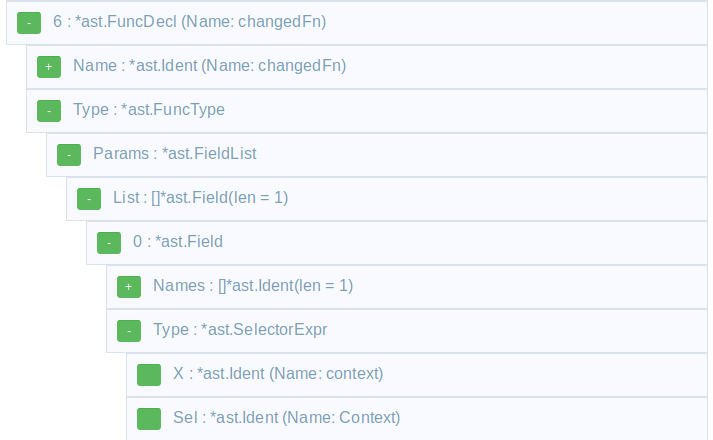 - 6 : *ast.FuncDecl (Name: changedFn)
+ Name : *ast.Ident (Name: changedFn)
- Type : *ast.FuncType
- Params : *ast.FieldList
- List : []*ast.Field(len = 1)
- 0 : *ast.Field
+ Names : []*ast.Ident(len = 1)
- Type : *ast.SelectorExpr
X : *ast.Ident (Name: context)
Sel : *ast.Ident (Name: Context)